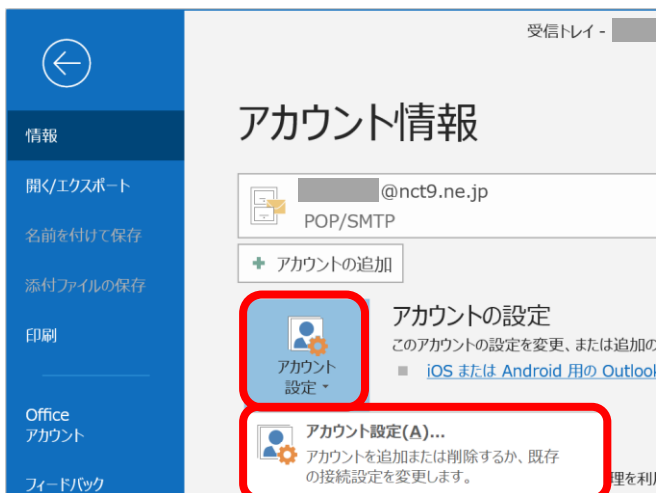 受信トレイ -
アカウント情報
情報
開く/エクスポート
名前を付けて保存
添付ファイルの保存
印刷
Office
アカウント
フィードバック
@nct9.ne.jp
POP/SMTP
アカウントの追加
アカウント
設定
アカウントの設定
このアカウントの設定を変更、または追加の
iOS または Android 用の Outlook
アカウント設定(A)...
アカウントを追加または削除するか、既存
の接続設定を変更します。
理を利用